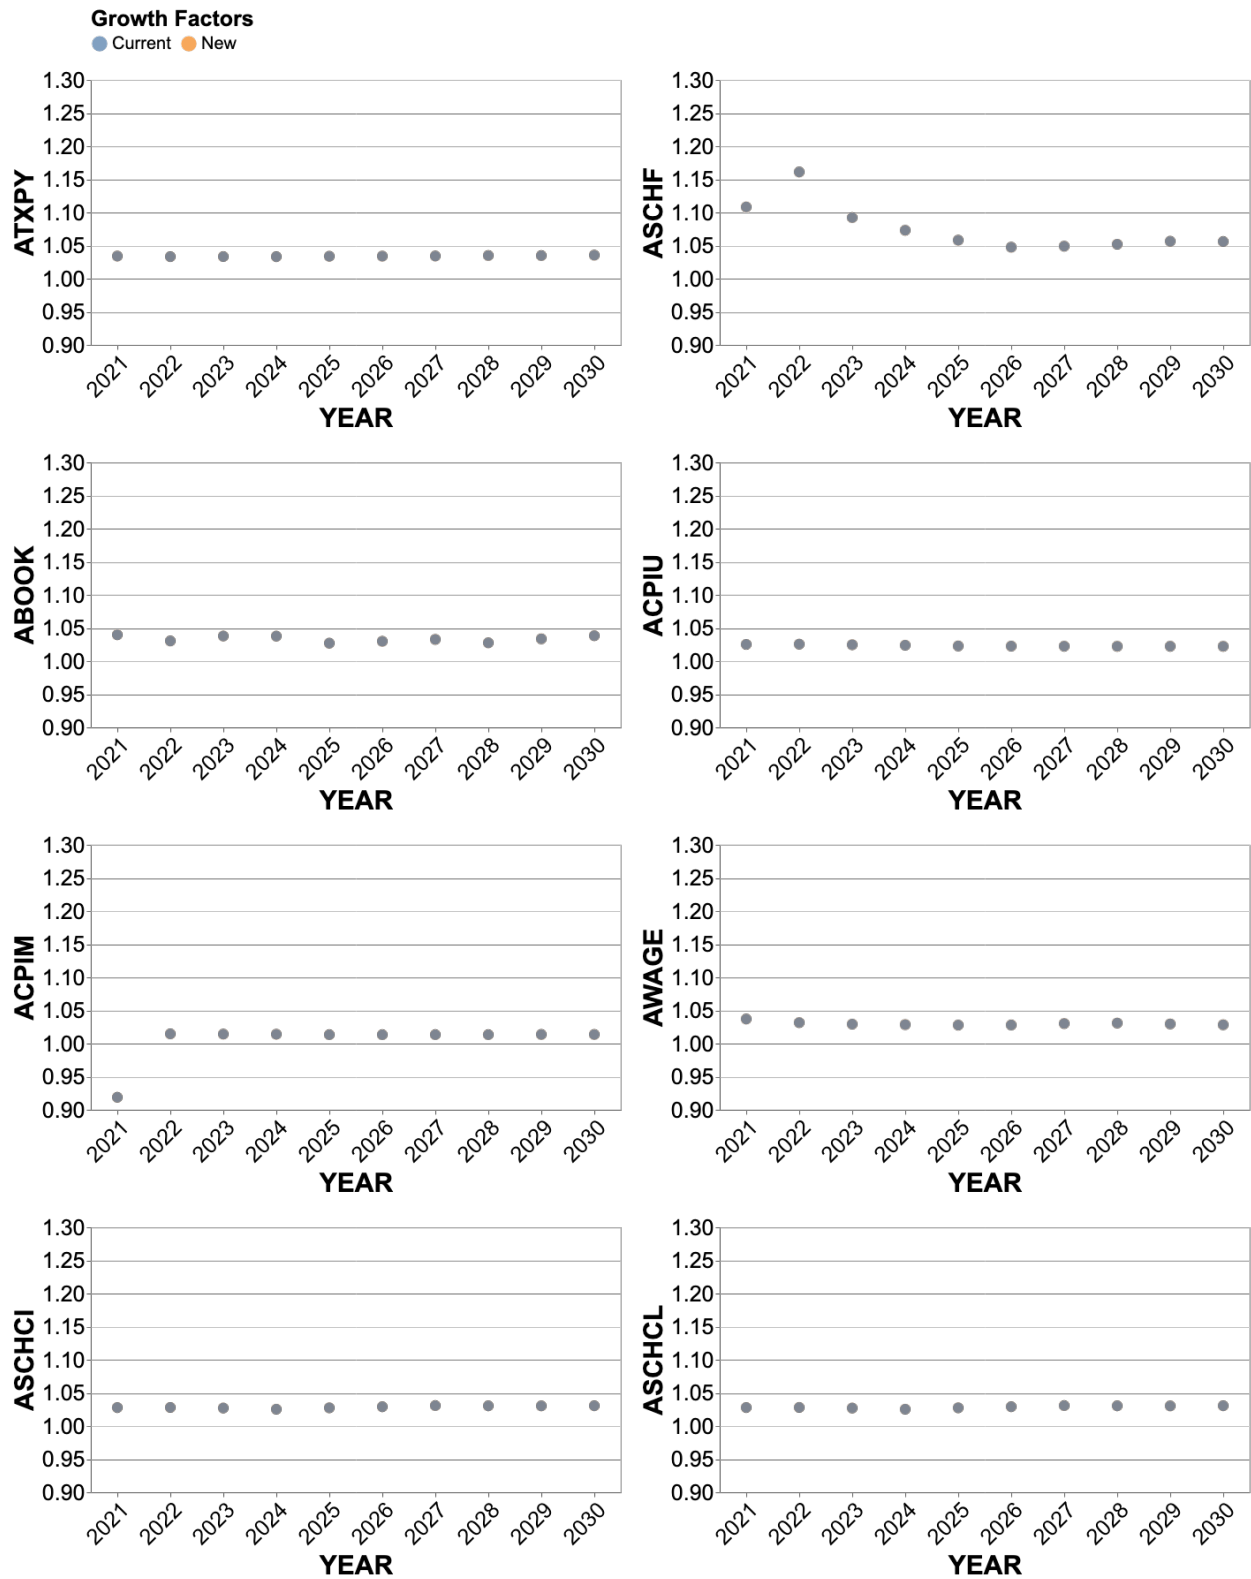 Growth Factors
Current New
1.30 1.25 1.20 1.15 1.10 1.05 1.00 0.95 0.90
ATXPY
2021 2022 2023 2024 2025 2026 2027 2028 2029 2030
YEAR
1.30 1.25 1.20 1.15 1.10 1.05 1.00 0.95 0.90
ASCHF
2021 2022 2023 2024 2025 2026 2027 2028 2029 2030
YEAR
1.30 1.25 1.20 1.15 1.10 1.05 1.00 0.95 0.90
ABOOK
2021 2022 2023 2024 2025 2026 2027 2028 2029 2030
YEAR
1.30 1.25 1.20 1.15 1.10 1.05 1.00 0.95 0.90
ACPIU
2021 2022 2023 2024 2025 2026 2027 2028 2029 2030
YEAR
1.30 1.25 1.20 1.15 1.10 1.05 1.00 0.95 0.90
ACPIM
2021 2022 2023 2024 2025 2026 2027 2028 2029 2030
YEAR
1.30 1.25 1.20 1.15 1.10 1.05 1.00 0.95 0.90
AWAGE
2021 2022 2023 2024 2025 2026 2027 2028 2029 2030
YEAR
1.30 1.25 1.20 1.15 1.10 1.05 1.00 0.95 0.90
ASCHCI
2021 2022 2023 2024 2025 2026 2027 2028 2029 2030
YEAR
1.30 1.25 1.20 1.15 1.10 1.05 1.00 0.95 0.90
ASCHCL
2021 2022 2023 2024 2025 2026 2027 2028 2029 2030
YEAR